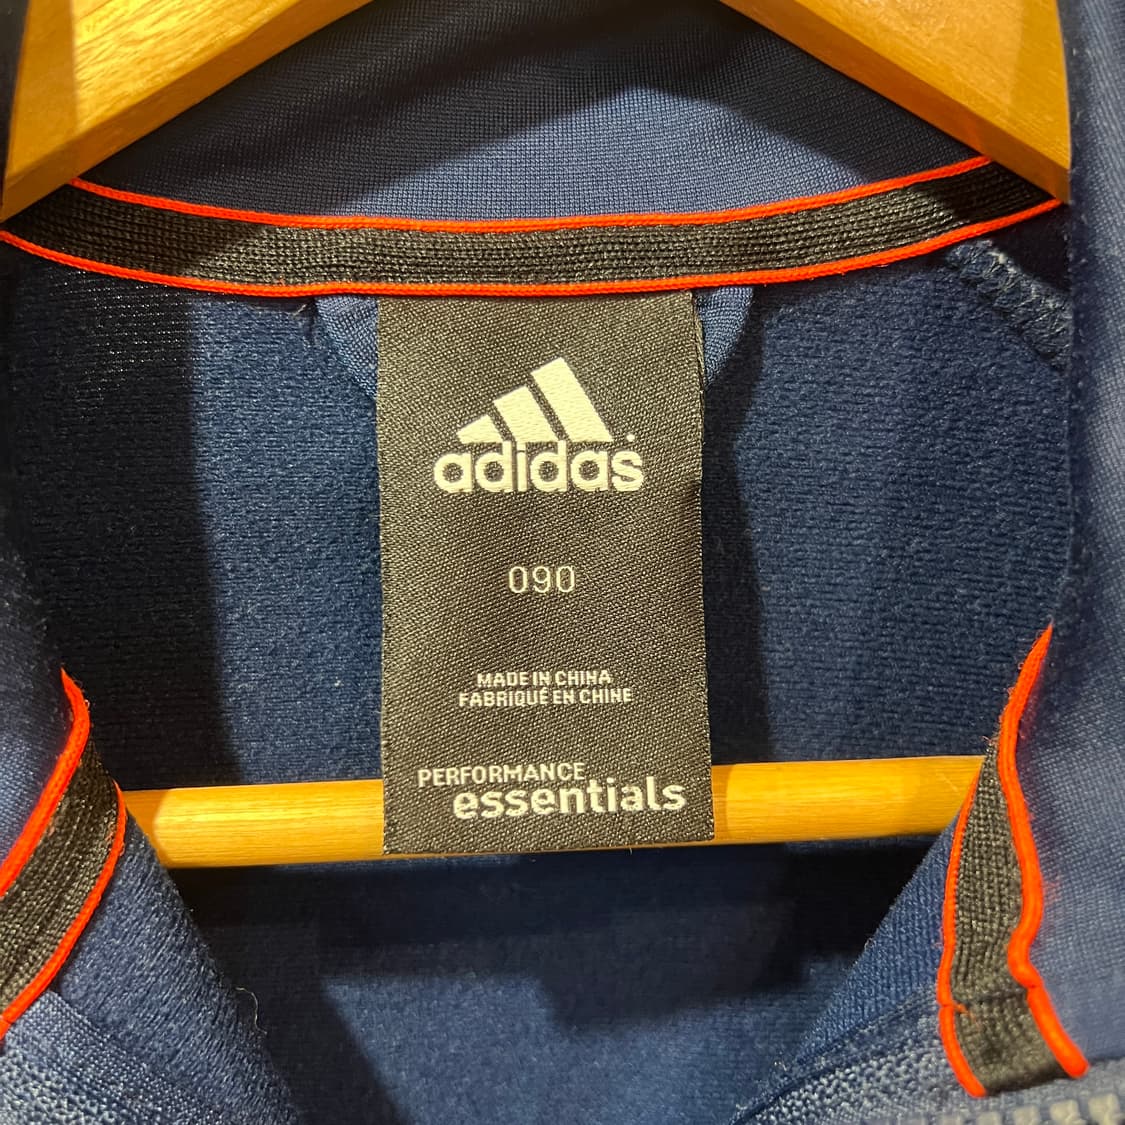 adidas
090
MADE IN CHINA
FABRIQUÉ EN CHINE
PERFORMANCE
essentials